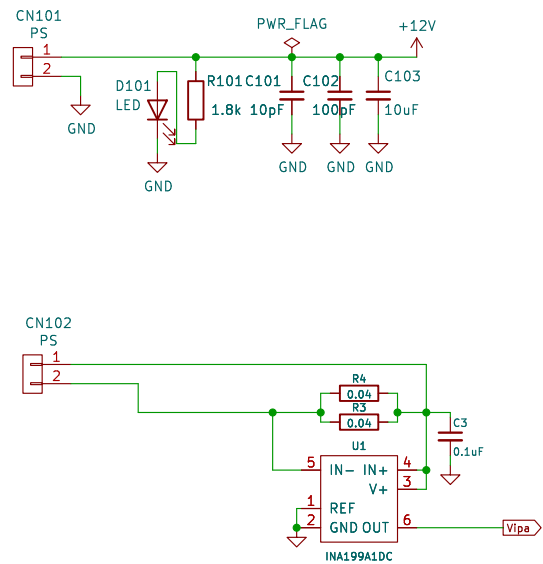 CN101
PS
1
2
GND
PWR_FLAG
+12V
D101
LED
R101
1.8k
C101
10pF
C102
100pF
C103
10uF
GND
GND
GND
GND
CN102
PS
1
2
R4
0.04
R3
0.04
C3
0.1uF
U1
5 IN- IN+ 4
V+ 3
1 REF
2 GND OUT 6
Vipa
INA199A1DC